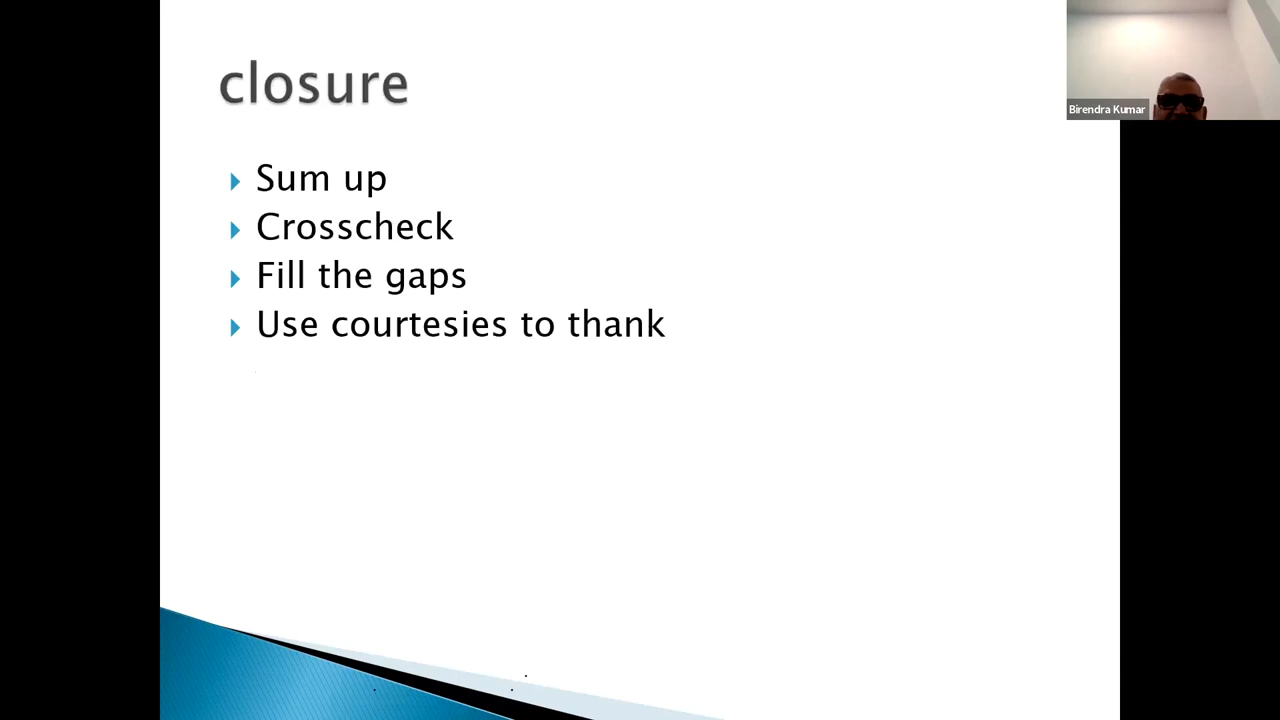 closure
Sum up
Crosscheck
Fill the gaps
Use courtesies to thank
Birendra Kumar